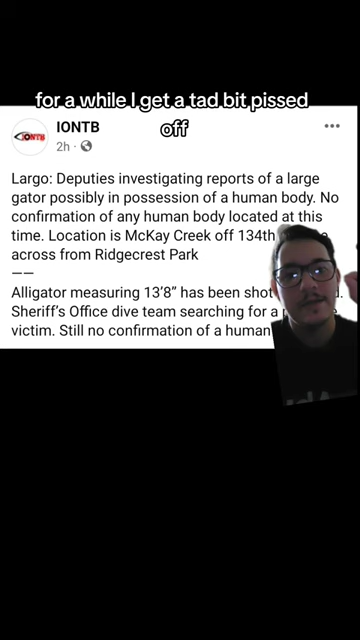 for a while I get a tad bit pissed
off
IONTB
IONTB
2h ·
Largo: Deputies investigating reports of a large
gator possibly in possession of a human body. No
confirmation of any human body located at this
time. Location is McKay Creek off 134th
across from Ridgecrest Park
——
Alligator measuring 13'8" has been shot
Sheriff's Office dive team searching for a
victim. Still no confirmation of a human